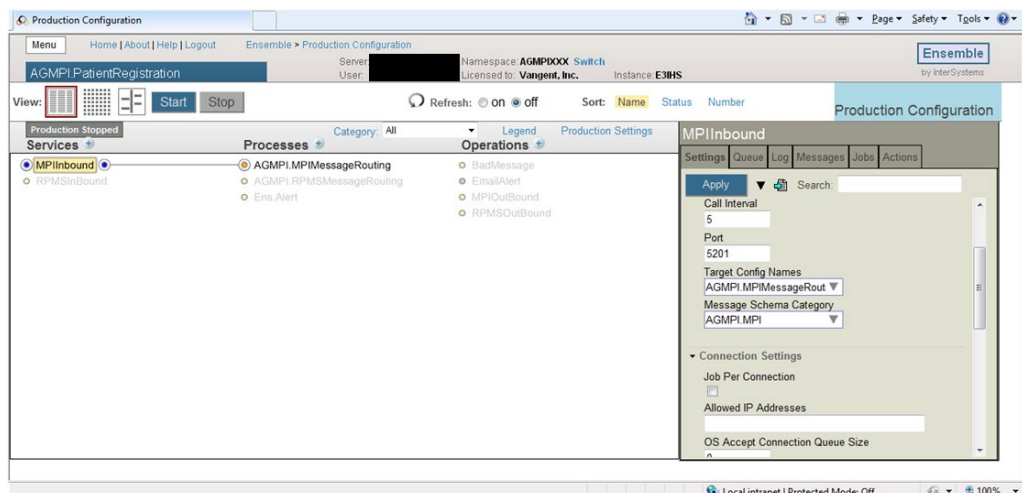 Production Configuration
Page Safety Tools
Menu Home | About | Help | Logout Ensemble > Production Configuration
Server: Namespace: AGMPIXXX Switch
User: Licensed to: Vangent, Inc. Instance: E3IHS
Ensemble
by InterSystems
AGMPI.PatientRegistration
View: Start Stop Refresh: on off Sort: Name Status Number
Production Configuration
Production Stopped
Category: All Legend Production Settings
Services Processes Operations
MPIInbound AGMPI.MPIMessageRouting BadMessage
RPMSInBound AGMPI.RPMSMessageRouting EmailAlert
Ens.Alert MPIOutBound
RPMSOutBound
MPIInbound
Settings Queue Log Messages Jobs Actions
Apply Search:
Call Interval
5
Port
5201
Target Config Names
AGMPI.MPIMessageRout
Message Schema Category
AGMPI.MPI
Connection Settings
Job Per Connection
Allowed IP Addresses
OS Accept Connection Queue Size
0
Local intranet | Protected Mode: Off 100%